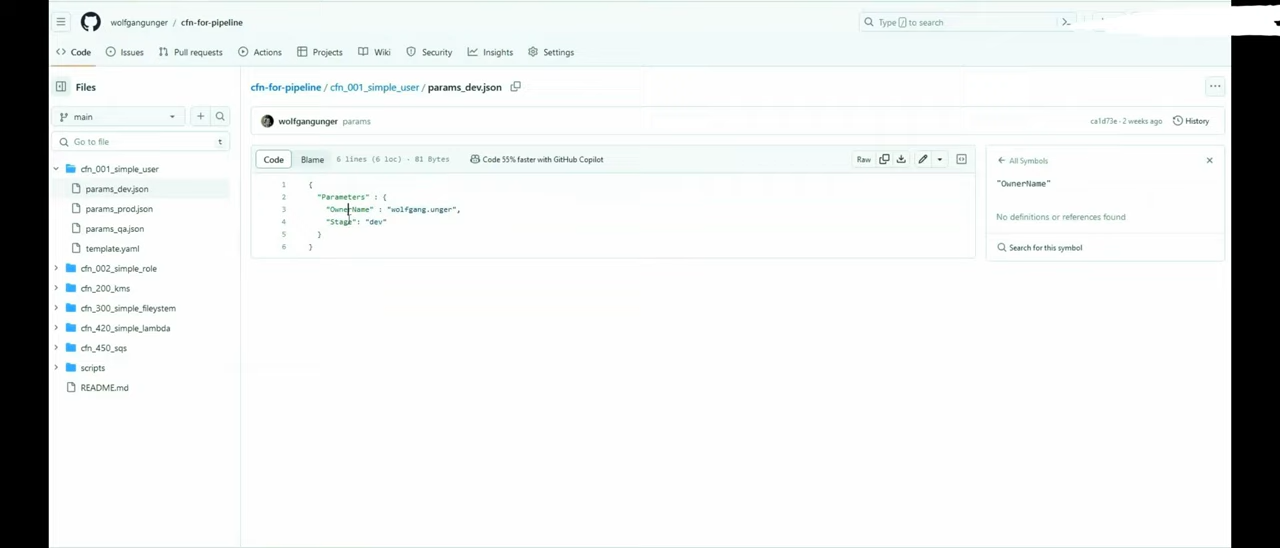 wolfgangunger / cfn-for-pipeline
Type / to search
Code Issues Pull requests Actions Projects Wiki Security Insights Settings
Files
main
Go to file t
cfn_001_simple_user
params_dev.json
params_prod.json
params_qa.json
template.yaml
cfn_002_simple_role
cfn_200_kms
cfn_300_simple_fileystem
cfn_420_simple_lambda
cfn_450_sqs
scripts
README.md
cfn-for-pipeline / cfn_001_simple_user / params_dev.json
wolfgangunger params
ca1d73e · 2 weeks ago History
Code Blame 6 lines (6 loc) · 81 Bytes Code 55% faster with GitHub Copilot
Raw
1 {
2 "Parameters" : {
3 "OwnerName" : "wolfgang.unger",
4 "Stage": "dev"
5 }
6 }
All Symbols
"OwnerName"
No definitions or references found
Search for this symbol